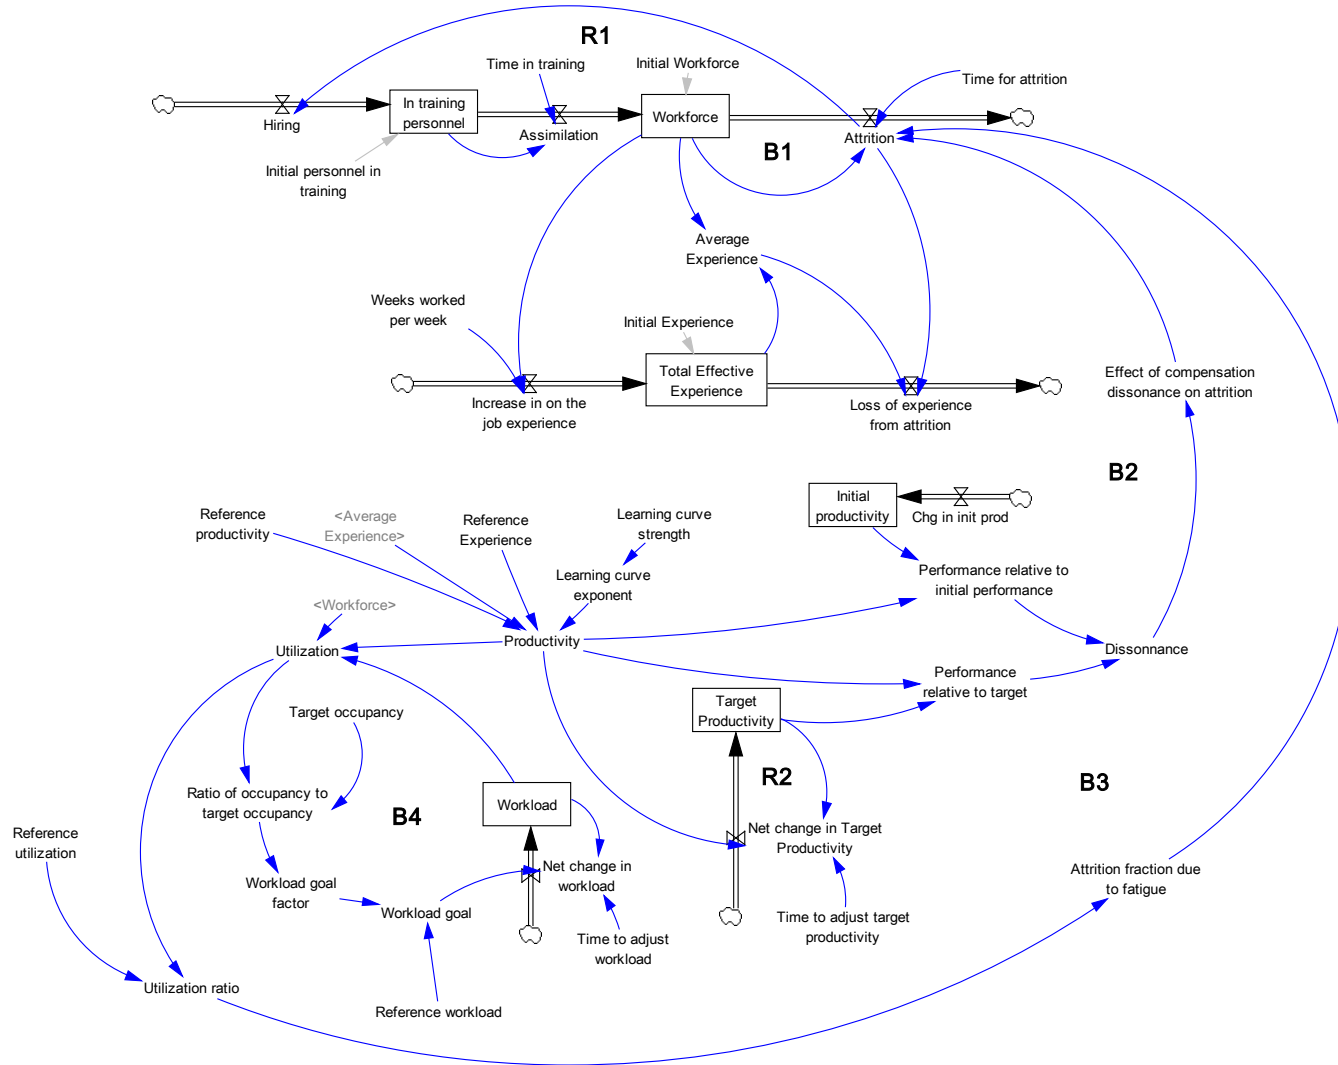 R1
Time in training
Initial Workforce
Time for attrition
In training
personnel
Workforce
Hiring
Assimilation
Attrition
B1
Initial personnel in
training
Average
Experience
Weeks worked
per week
Initial Experience
Total Effective
Experience
Increase in on the
job experience
Loss of experience
from attrition
Effect of compensation
dissonance on attrition
B2
Initial
productivity
Chg in init prod
Reference
productivity
<Average
Experience>
Reference
Experience
Learning curve
strength
Learning curve
exponent
Performance relative to
initial performance
<Workforce>
Utilization
Productivity
Dissonnance
Performance
relative to target
Target occupancy
Target
Productivity
R2
B3
Ratio of occupancy to
target occupancy
B4
Workload
Reference
utilization
Net change in Target
Productivity
Net change in
workload
Workload goal
factor
Workload goal
Attrition fraction due
to fatigue
Time to adjust target
productivity
Time to adjust
workload
Utilization ratio
Reference workload